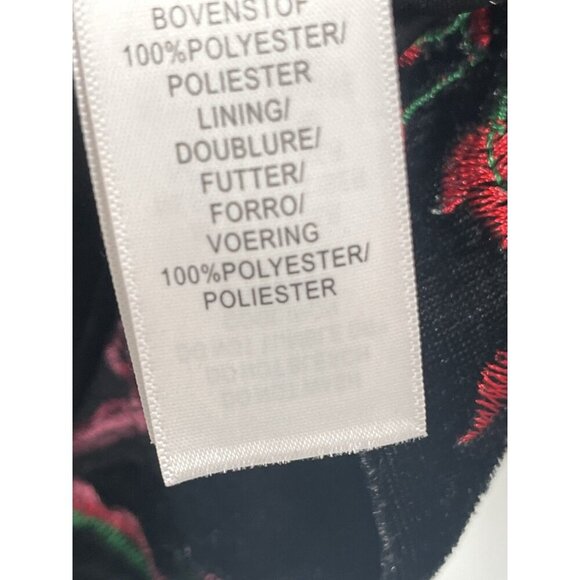 BOVENSTOF
100%POLYESTER/
POLIESTER
LINING/
DOUBLURE/
FUTTER/
FORRO/
VOERING
100%POLYESTER/
POLIESTER